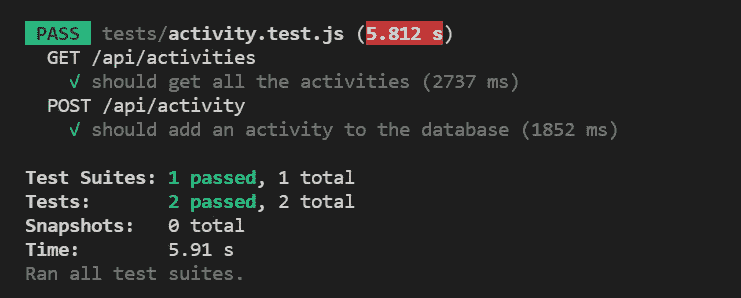 PASS tests/activity.test.js (5.812 s)
GET /api/activities
√ should get all the activities (2737 ms)
POST /api/activity
√ should add an activity to the database (1852 ms)
Test Suites: 1 passed, 1 total
Tests: 2 passed, 2 total
Snapshots: 0 total
Time: 5.91 s
Ran all test suites.